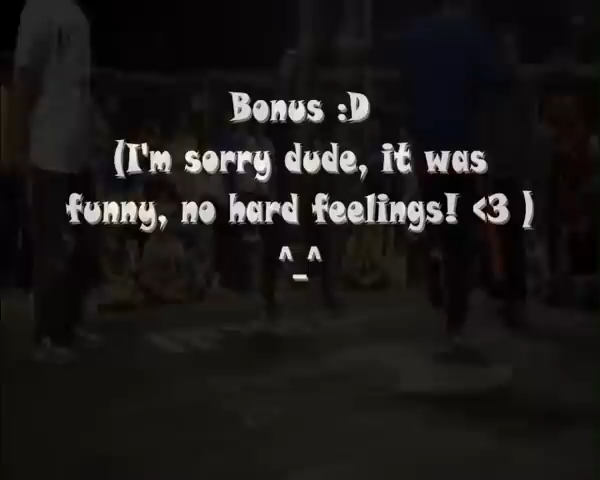 Bonus :D
(I'm sorry dude, it was
funny, no hard feelings! <3 )
^_^